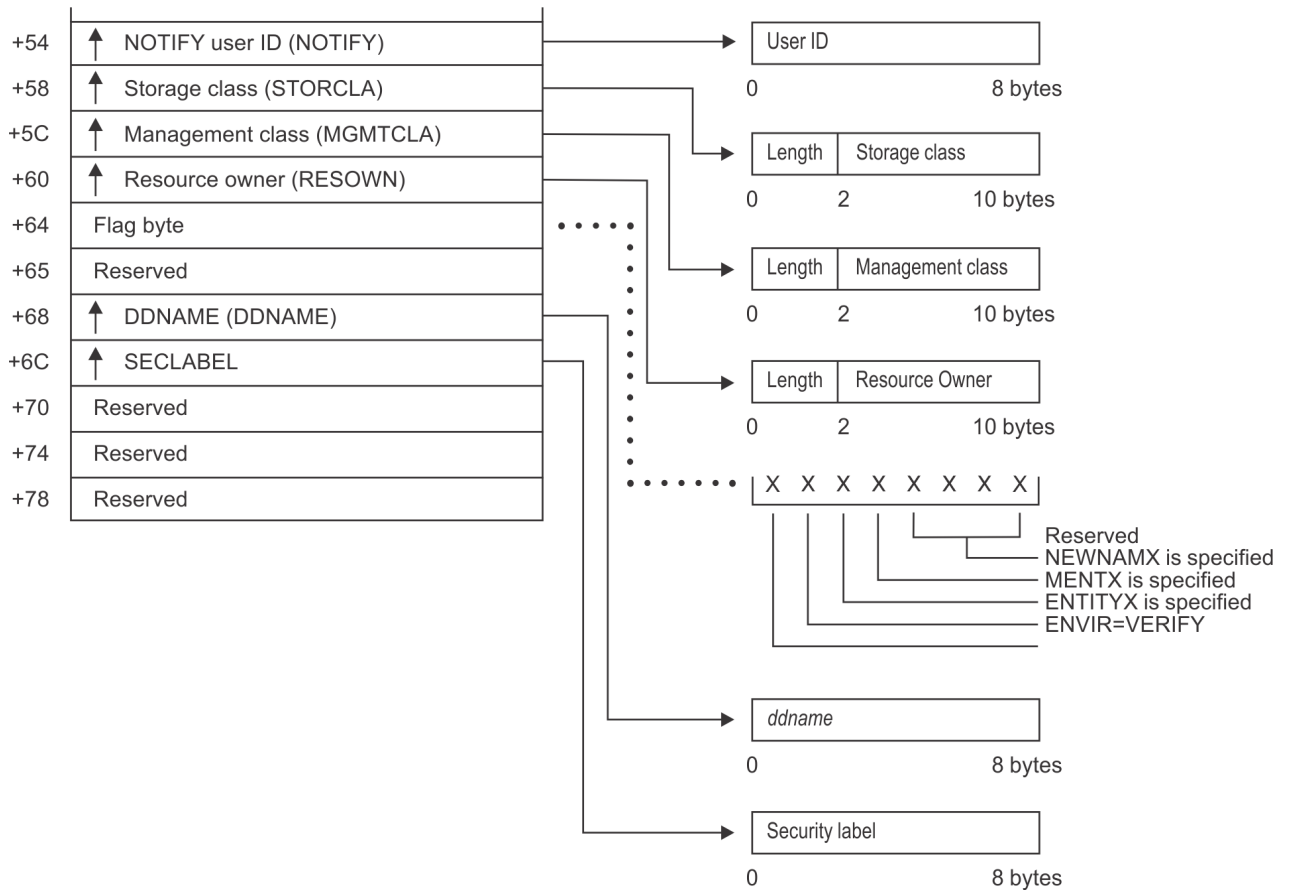 +54 NOTIFY user ID (NOTIFY)
+58 Storage class (STORCLA)
+5C Management class (MGMTCLA)
+60 Resource owner (RESOWN)
+64 Flag byte
+65 Reserved
+68 DDNAME (DDNAME)
+6C SECLABEL
+70 Reserved
+74 Reserved
+78 Reserved
User ID
0 8 bytes
Length Storage class
0 2 10 bytes
Length Management class
0 2 10 bytes
Length Resource Owner
0 2 10 bytes
X X X X X X X X
Reserved
NEWNAMX is specified
MENTX is specified
ENTITYX is specified
ENVIR=VERIFY
ddname
0 8 bytes
Security label
0 8 bytes